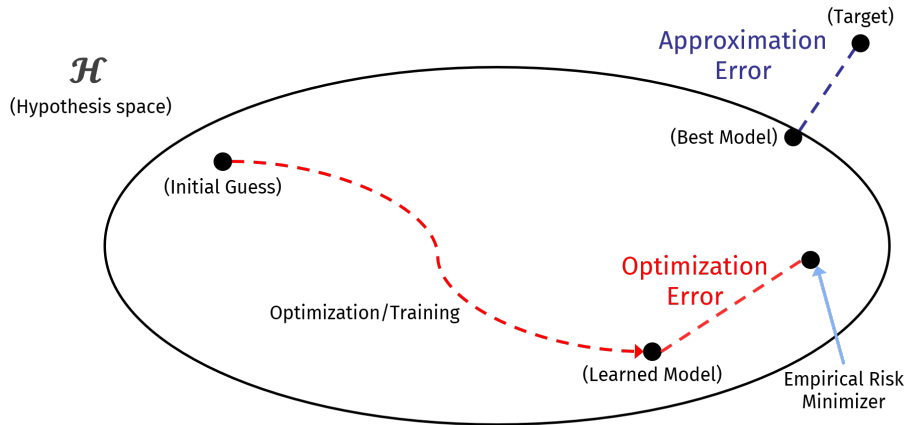 (Target)
Approximation
Error
ℋ
(Hypothesis space)
(Best Model)
(Initial Guess)
Optimization
Error
Optimization/Training
(Learned Model)
Empirical Risk
Minimizer